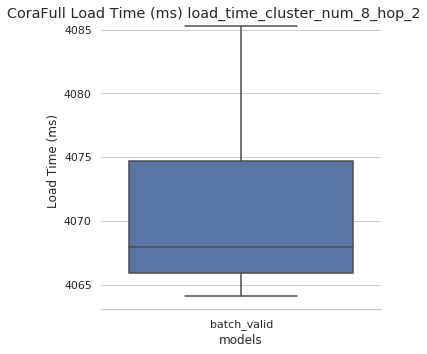 CoraFull Load Time (ms) load_time_cluster_num_8_hop_2
4085
4080
4075
4070
4065
Load Time (ms)
batch_valid
models